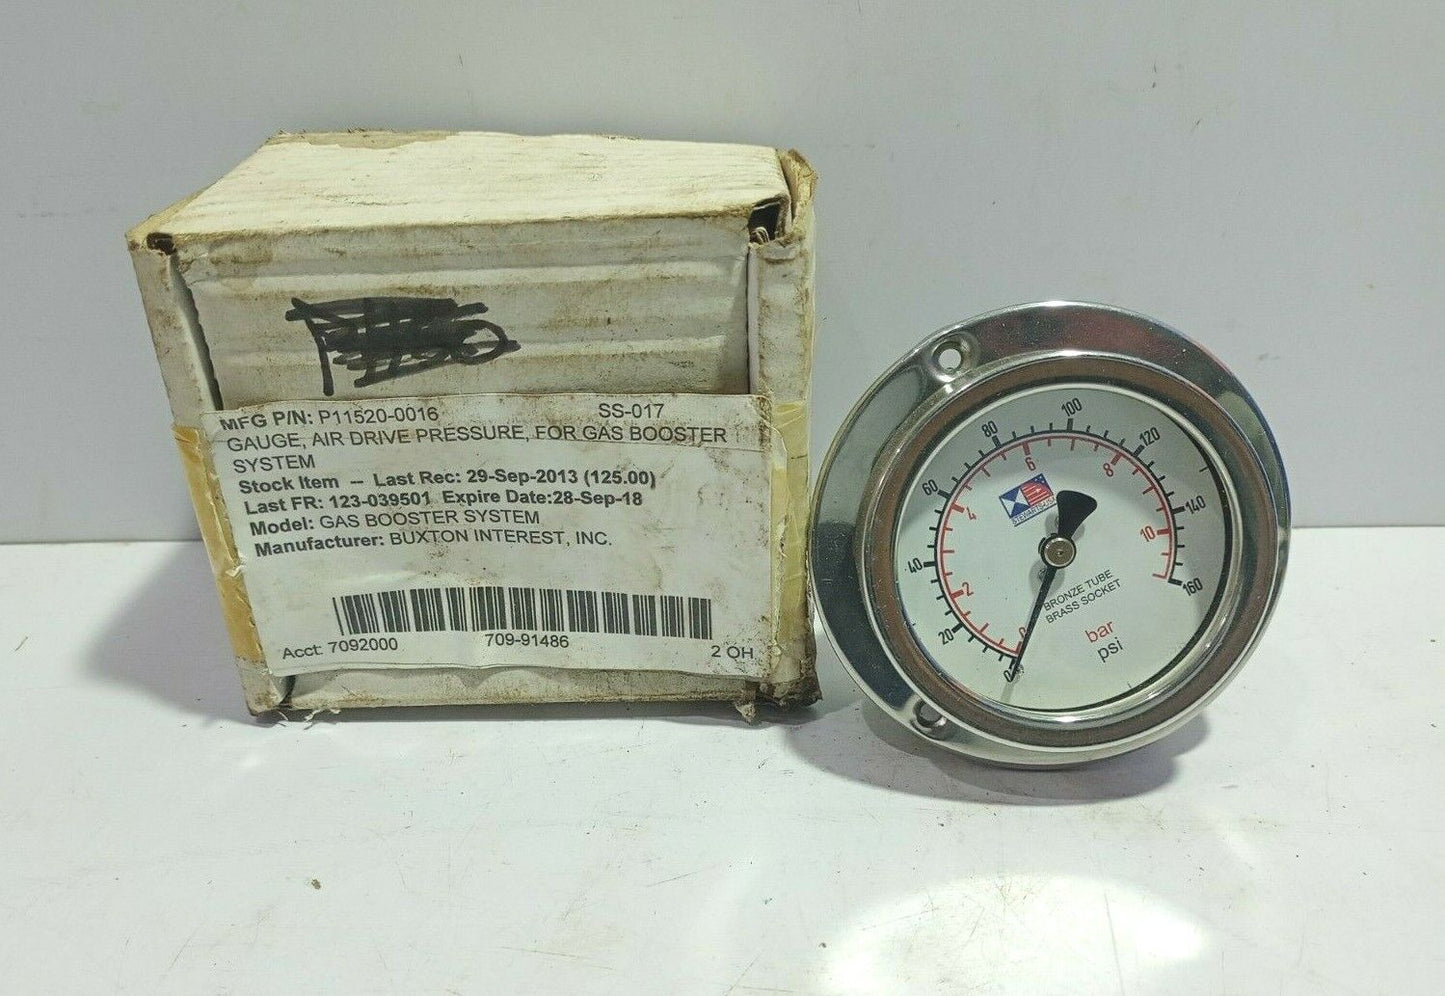 MFG P/N: P11520-0016 SS-017
GAUGE, AIR DRIVE PRESSURE, FOR GAS BOOSTER
SYSTEM
Stock Item -- Last Rec: 29-Sep-2013 (125.00)
Last FR: 123-039501 Expire Date:28-Sep-18
Model: GAS BOOSTER SYSTEM
Manufacturer: BUXTON INTEREST, INC.
Acct: 7092000 709-91486 2 OH
0 20 40 60 80 100 120 140 160
0 2 4 6 8 10
STEWARTS-USA
BRONZE TUBE
BRASS SOCKET
bar
psi